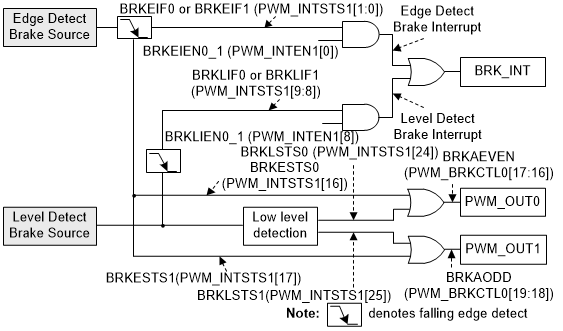 Edge Detect
Brake Source
BRKEIF0 or BRKEIF1 (PWM_INTSTS1[1:0])
BRKEIEN0_1 (PWM_INTEN1[0])
Edge Detect
Brake Interrupt
BRKLIF0 or BRKLIF1
(PWM_INTSTS1[9:8])
BRK_INT
BRKLIEN0_1 (PWM_INTEN1[8])
Level Detect
Brake Interrupt
BRKLSTS0 (PWM_INTSTS1[24])
BRKESTS0
(PWM_INTSTS1[16])
BRKAEVEN
(PWM_BRKCTL0[17:16])
Level Detect
Brake Source
Low level
detection
PWM_OUT0
PWM_OUT1
BRKESTS1(PWM_INTSTS1[17])
BRKLSTS1(PWM_INTSTS1[25])
BRKAODD
(PWM_BRKCTL0[19:18])
Note: denotes falling edge detect